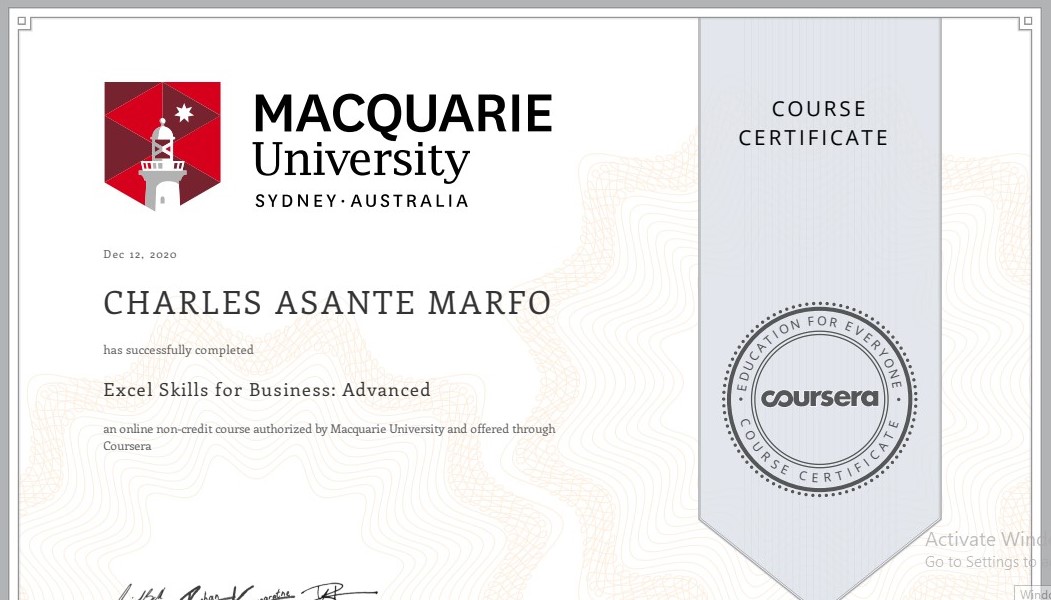 MACQUARIE
University
SYDNEY·AUSTRALIA
COURSE
CERTIFICATE
Dec 12, 2020
CHARLES ASANTE MARFO
has successfully completed
Excel Skills for Business: Advanced
an online non-credit course authorized by Macquarie University and offered through
Coursera
EDUCATION FOR EVERYONE
coursera
COURSE CERTIFICATE
Activate Wind
Go to Settings to
Windo